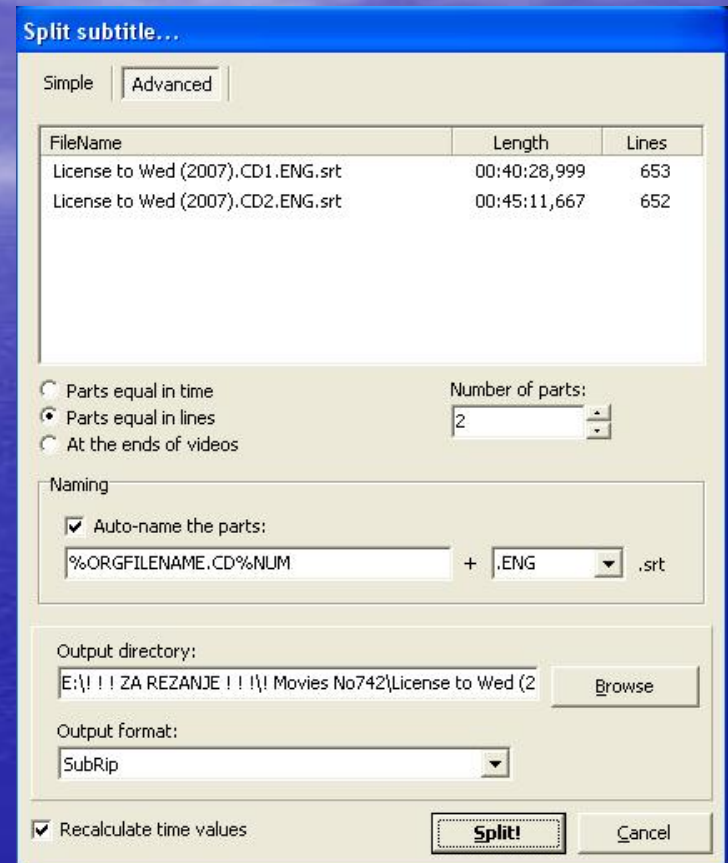 Split subtitle...
Simple Advanced
FileName Length Lines
License to Wed (2007).CD1.ENG.srt 00:40:28,999 653
License to Wed (2007).CD2.ENG.srt 00:45:11,667 652
Parts equal in time
Parts equal in lines
At the ends of videos
Number of parts:
2
Naming
Auto-name the parts:
%ORGFILENAME.CD%NUM + .ENG .srt
Output directory:
E:\! ! ! ZA REZANJE ! ! !\! Movies No742\License to Wed (2 Browse
Output format:
SubRip
Recalculate time values Split! Cancel